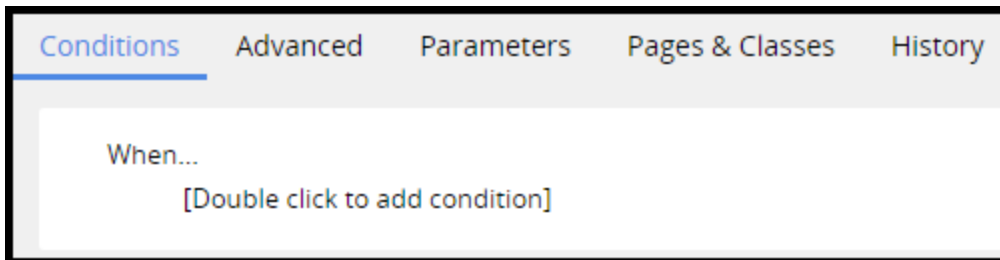 Conditions Advanced Parameters Pages & Classes History
When...
[Double click to add condition]